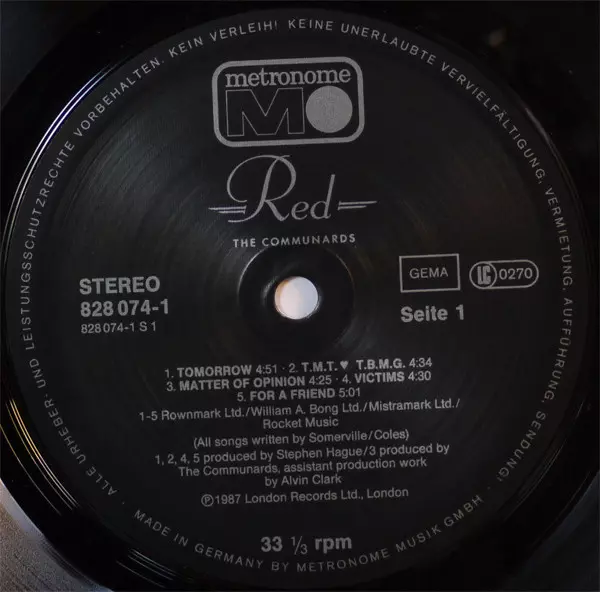 ALLE URHEBER- UND LEISTUNGSSCHUTZRECHTE VORBEHALTEN. KEIN VERLEIH! KEINE UNERLAUBTE VERVIELFÄLTIGUNG, VERMIETUNG, AUFFÜHRUNG, SENDUNG!
metronome
M
Red
THE COMMUNARDS
STEREO
828 074-1
828 074-1 S 1
GEMA
LC 0270
Seite 1
1. TOMORROW 4:51 · 2. T.M.T. ♥ T.B.M.G. 4:34
3. MATTER OF OPINION 4:25 · 4. VICTIMS 4:30
5. FOR A FRIEND 5:01
1-5 Rownmark Ltd./William A. Bong Ltd./Mistramark Ltd./
Rocket Music
(All songs written by Somerville/Coles)
1, 2, 4, 5 produced by Stephen Hague/3 produced by
The Communards, assistant production work
by Alvin Clark
℗1987 London Records Ltd., London
33 1/3 rpm
· MADE IN GERMANY BY METRONOME MUSIK GMBH ·